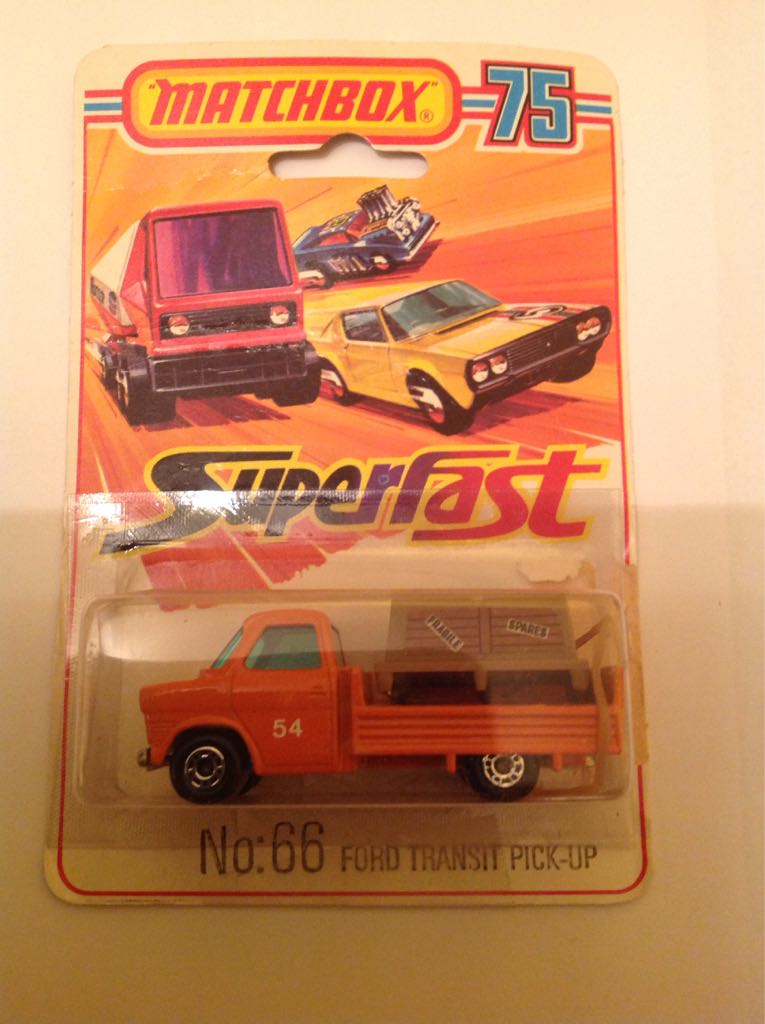 "MATCHBOX"® 75
Superfast
FRAGILE
SPARES
54
No:66 FORD TRANSIT PICK-UP